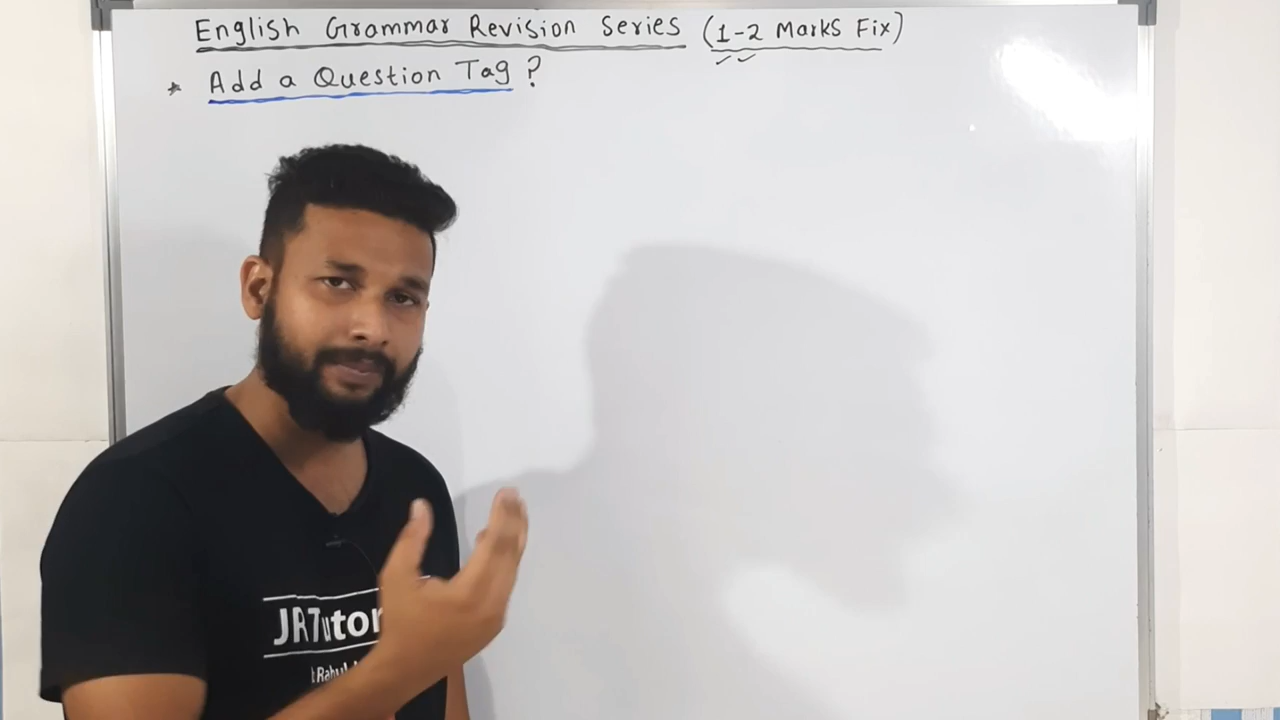 English Grammar Revision Series (1-2 Marks Fix)
* Add a Question Tag ?
JRTutor